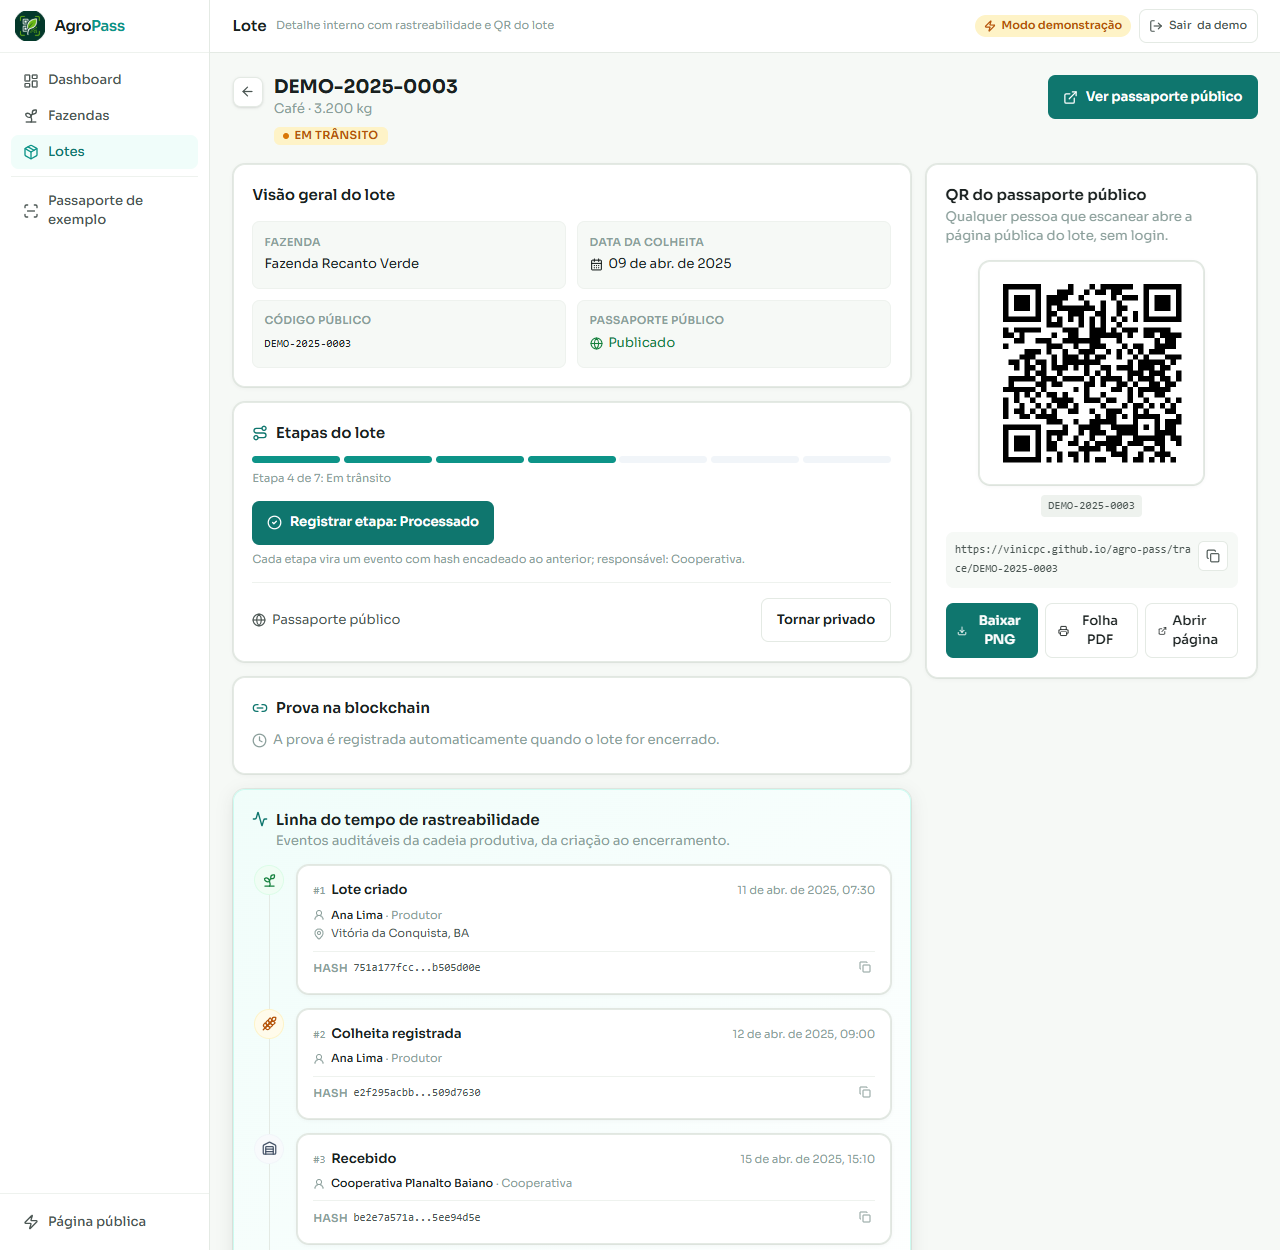 AgroPass
Dashboard
Fazendas
Lotes
Passaporte de
exemplo
Página pública
Lote
Detalhe interno com rastreabilidade e QR do lote
Modo demonstração
Sair da demo
DEMO-2025-0003
Café · 3.200 kg
EM TRÂNSITO
Ver passaporte público
Visão geral do lote
FAZENDA
Fazenda Recanto Verde
DATA DA COLHEITA
09 de abr. de 2025
CÓDIGO PÚBLICO
DEMO-2025-0003
PASSAPORTE PÚBLICO
Publicado
Etapas do lote
Etapa 4 de 7: Em trânsito
Registrar etapa: Processado
Cada etapa vira um evento com hash encadeado ao anterior; responsável: Cooperativa.
Passaporte público
Tornar privado
Prova na blockchain
A prova é registrada automaticamente quando o lote for encerrado.
Linha do tempo de rastreabilidade
Eventos auditáveis da cadeia produtiva, da criação ao encerramento.
#1 Lote criado
11 de abr. de 2025, 07:30
Ana Lima · Produtor
Vitória da Conquista, BA
HASH 751a177fcc...b505d00e
#2 Colheita registrada
12 de abr. de 2025, 09:00
Ana Lima · Produtor
HASH e2f295acbb...509d7630
#3 Recebido
15 de abr. de 2025, 15:10
Cooperativa Planalto Baiano · Cooperativa
HASH be2e7a571a...5ee94d5e
QR do passaporte público
Qualquer pessoa que escanear abre a
página pública do lote, sem login.
DEMO-2025-0003
https://vinicpc.github.io/agro-pass/tra
ce/DEMO-2025-0003
Baixar
PNG
Folha
PDF
Abrir
página